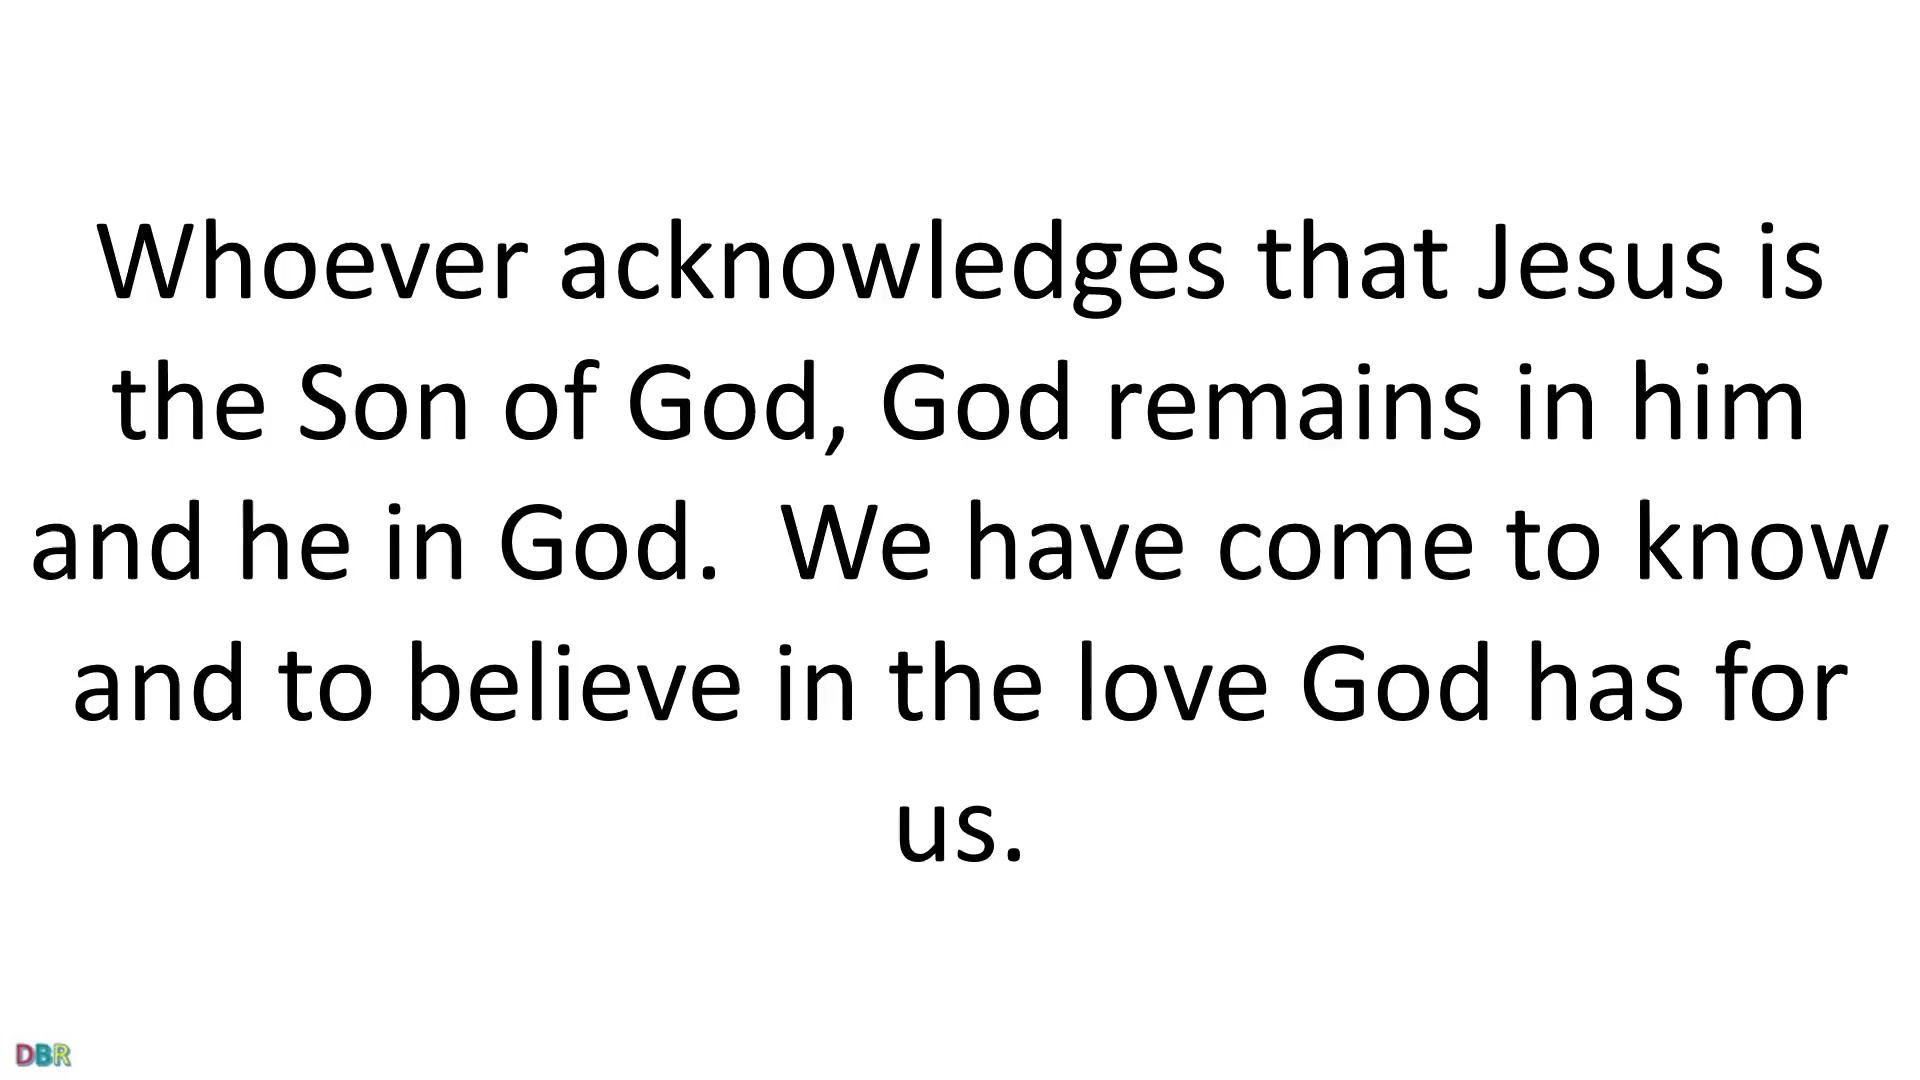 Whoever acknowledges that Jesus is
the Son of God, God remains in him
and he in God.  We have come to know
and to believe in the love God has for
us.
DBR